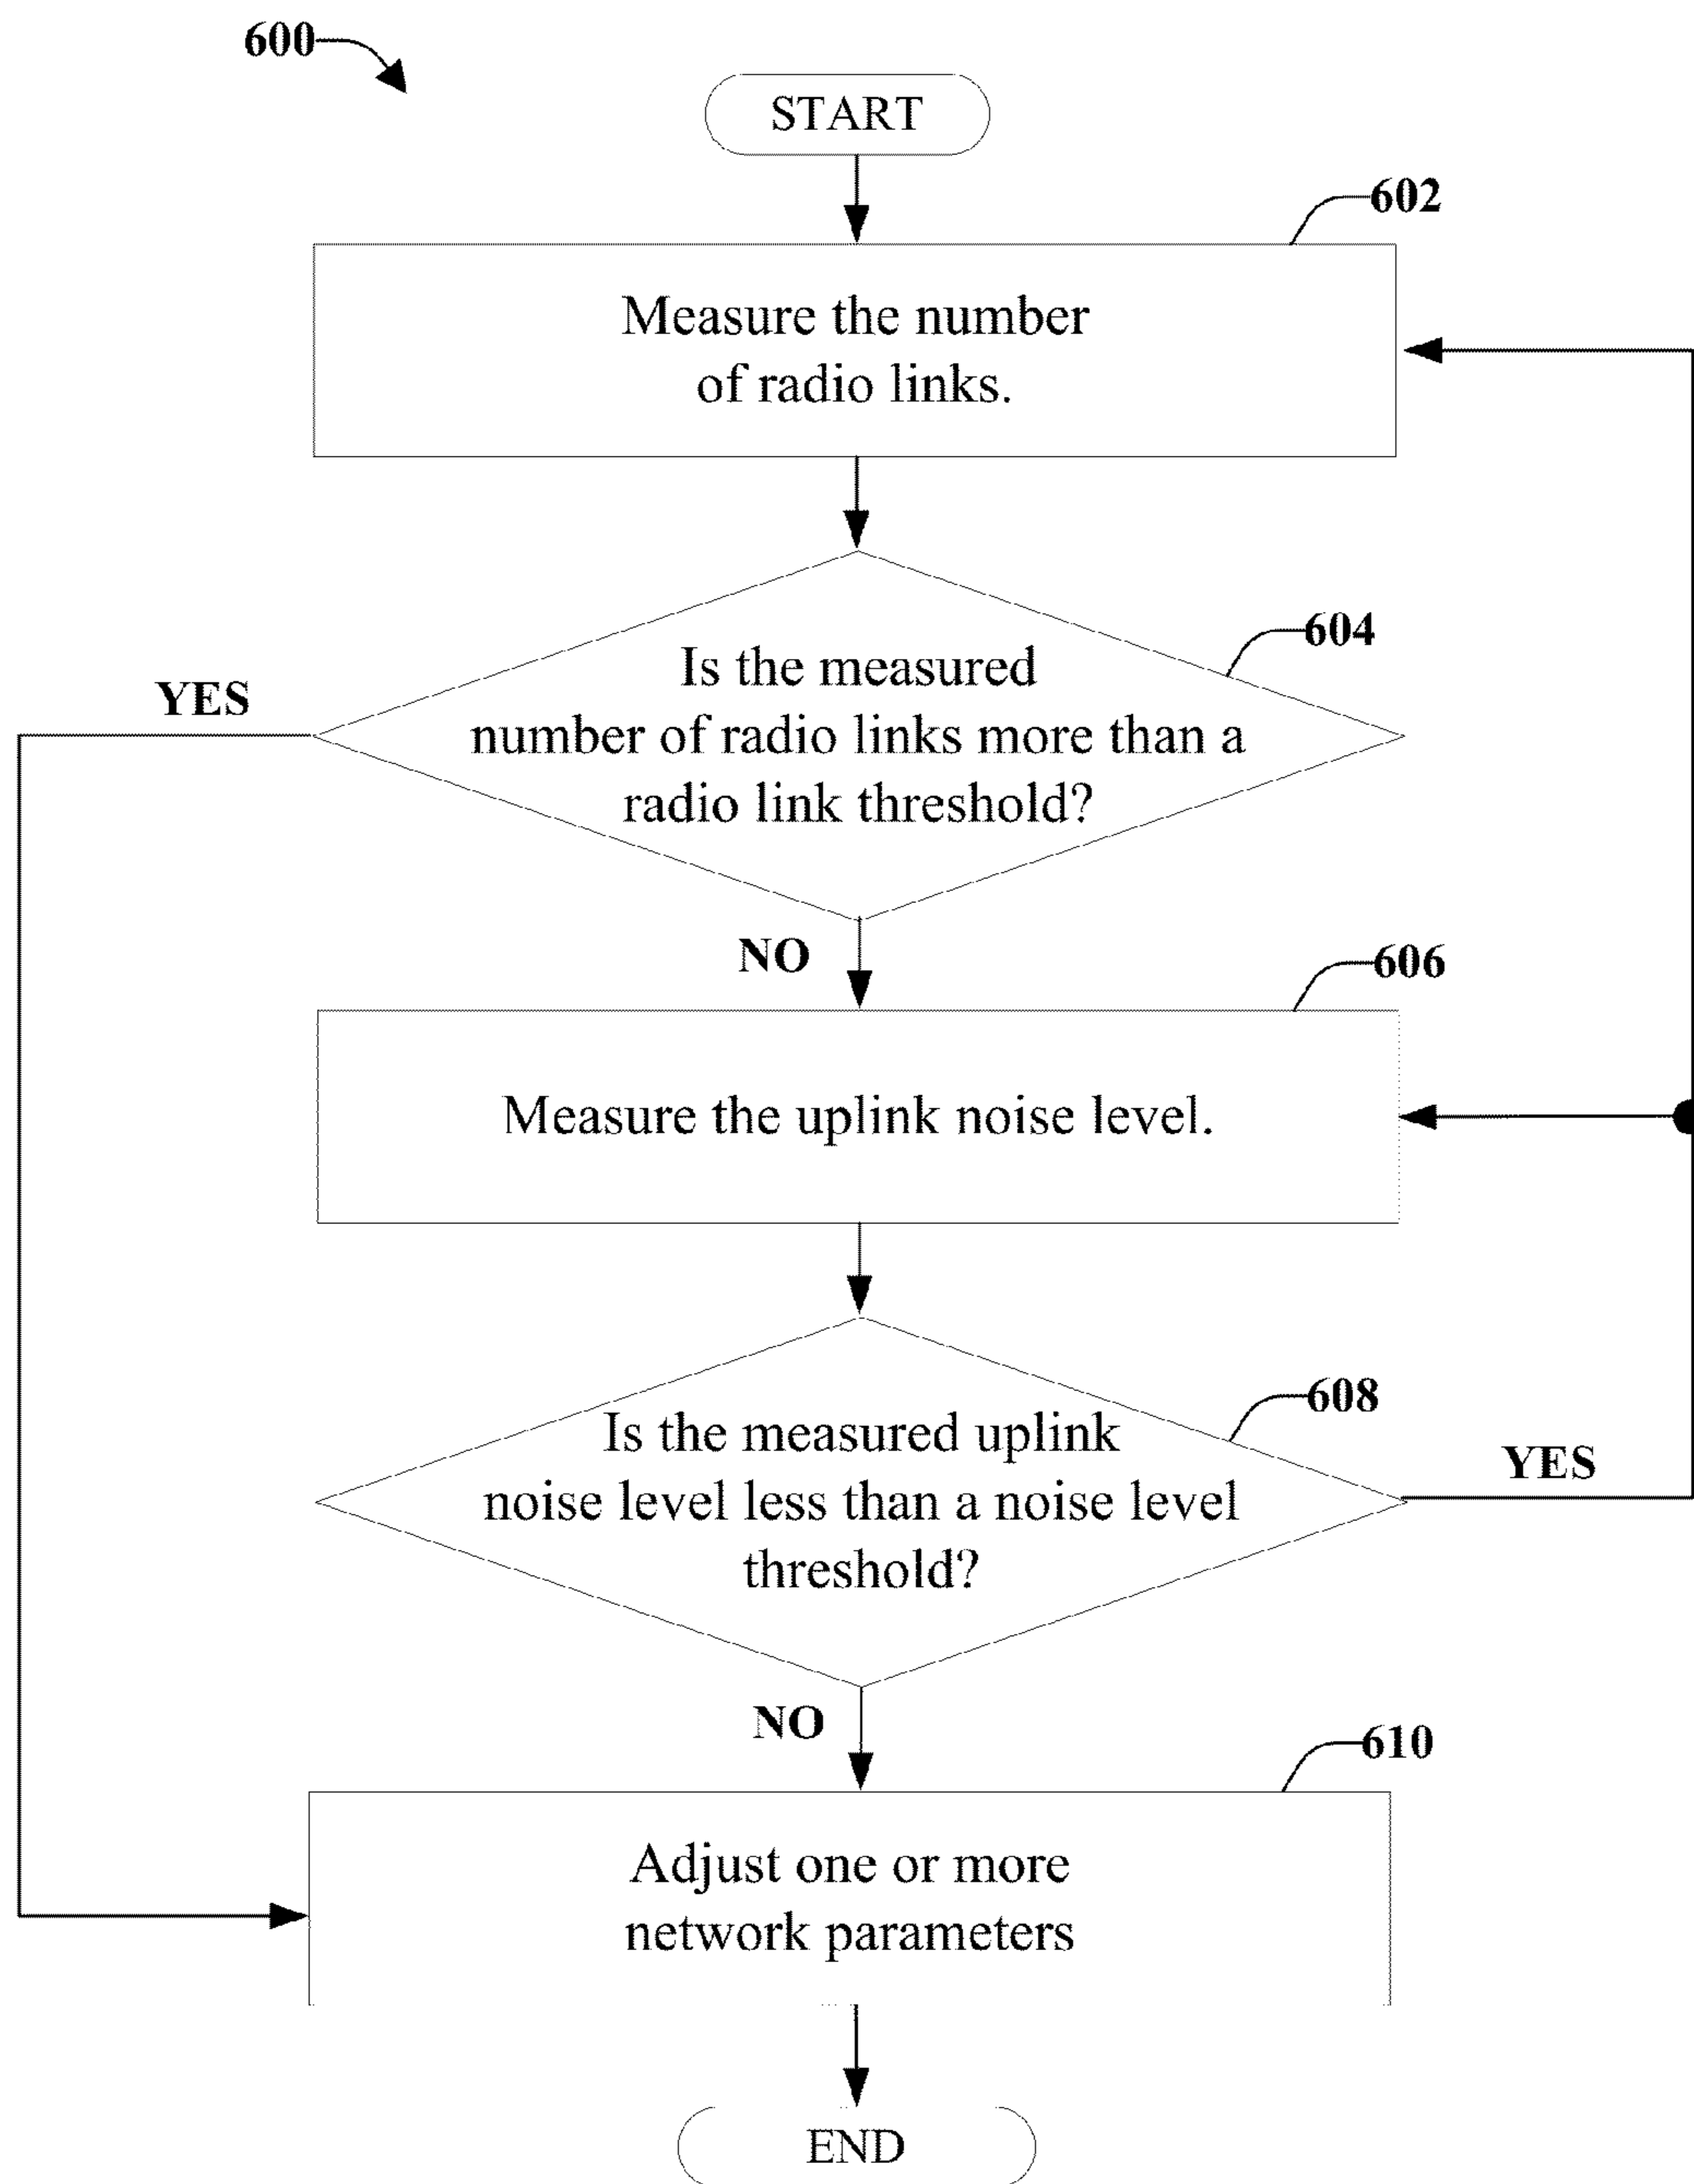 600
START
602
Measure the number
of radio links.
604
Is the measured
number of radio links more than a
radio link threshold?
YES
NO
606
Measure the uplink noise level.
608
Is the measured uplink
noise level less than a noise level
threshold?
YES
NO
610
Adjust one or more
network parameters
END